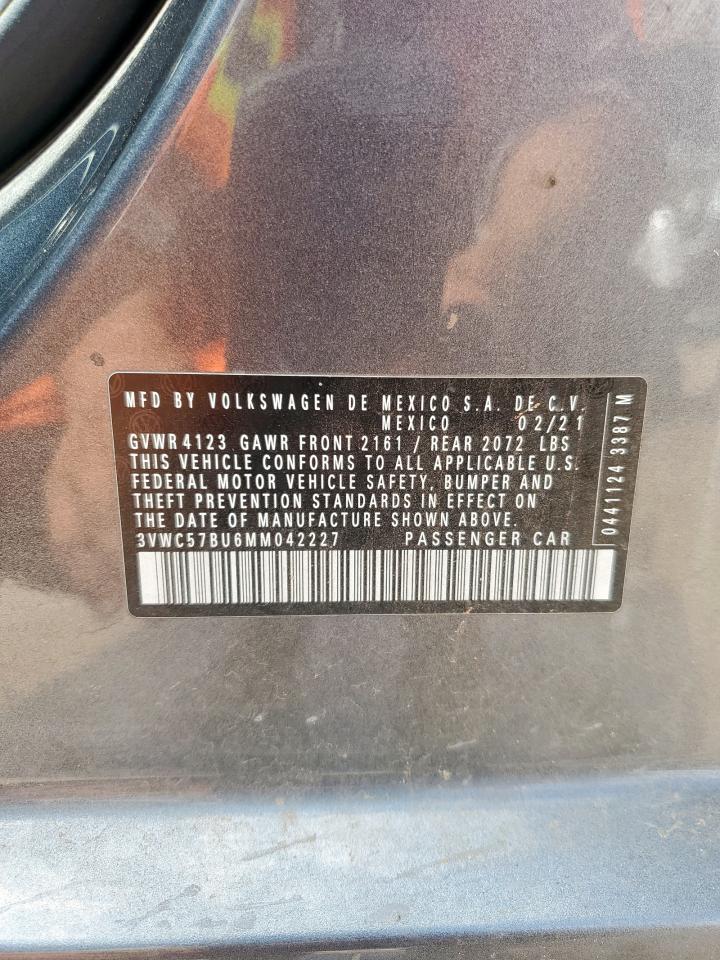 MFD BY VOLKSWAGEN DE MEXICO S.A. DE C.V.
MEXICO 02/21
GVWR 4123 GAWR FRONT 2161 / REAR 2072 LBS
THIS VEHICLE CONFORMS TO ALL APPLICABLE U.S.
FEDERAL MOTOR VEHICLE SAFETY, BUMPER AND
THEFT PREVENTION STANDARDS IN EFFECT ON
THE DATE OF MANUFACTURE SHOWN ABOVE.
3VWC57BU6MM042227 PASSENGER CAR
0441124 3387 M